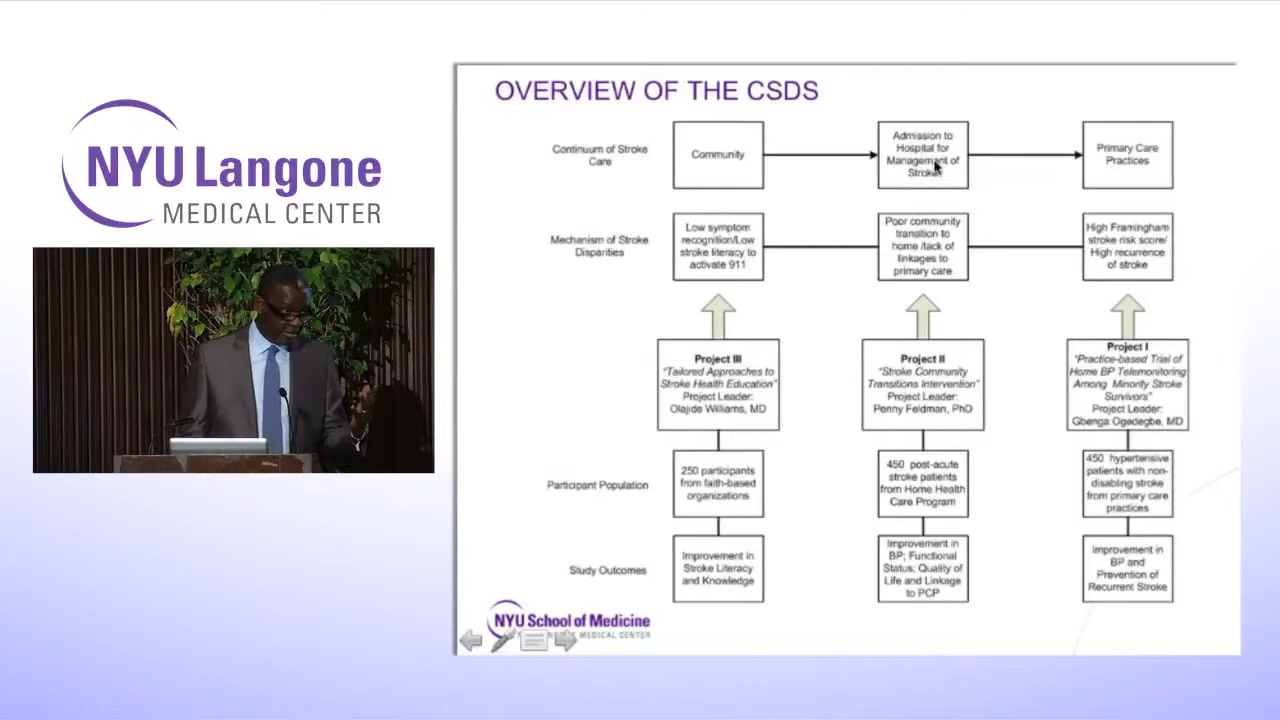 NYU Langone
MEDICAL CENTER
OVERVIEW OF THE CSDS
Continuum of Stroke
Care
Community
Admission to
Hospital for
Management of
Stroke
Primary Care
Practices
Mechanism of Stroke
Disparities
Low symptom
recognition/Low
stroke literacy to
activate 911
Poor community
transition to
home /lack of
linkages to
primary care
High Framingham
stroke risk score/
High recurrence
of stroke
Project III
"Tailored Approaches to
Stroke Health Education"
Project Leader:
Olajide Williams, MD
Project II
"Stroke Community
Transitions Intervention"
Project Leader:
Penny Feldman, PhD
Project I
"Practice-based Trial of
Home BP Telemonitoring
Among Minority Stroke
Survivors"
Project Leader:
Gbenga Ogedegbe, MD
Participant Population
250 participants
from faith-based
organizations
450 post-acute
stroke patients
from Home Health
Care Program
450 hypertensive
patients with non-
disabling stroke
from primary care
practices
Study Outcomes
Improvement in
Stroke Literacy
and Knowledge
Improvement in
BP; Functional
Status; Quality of
Life and Linkage
to PCP
Improvement in
BP and
Prevention of
Recurrent Stroke
NYU School of Medicine
MEDICAL CENTER